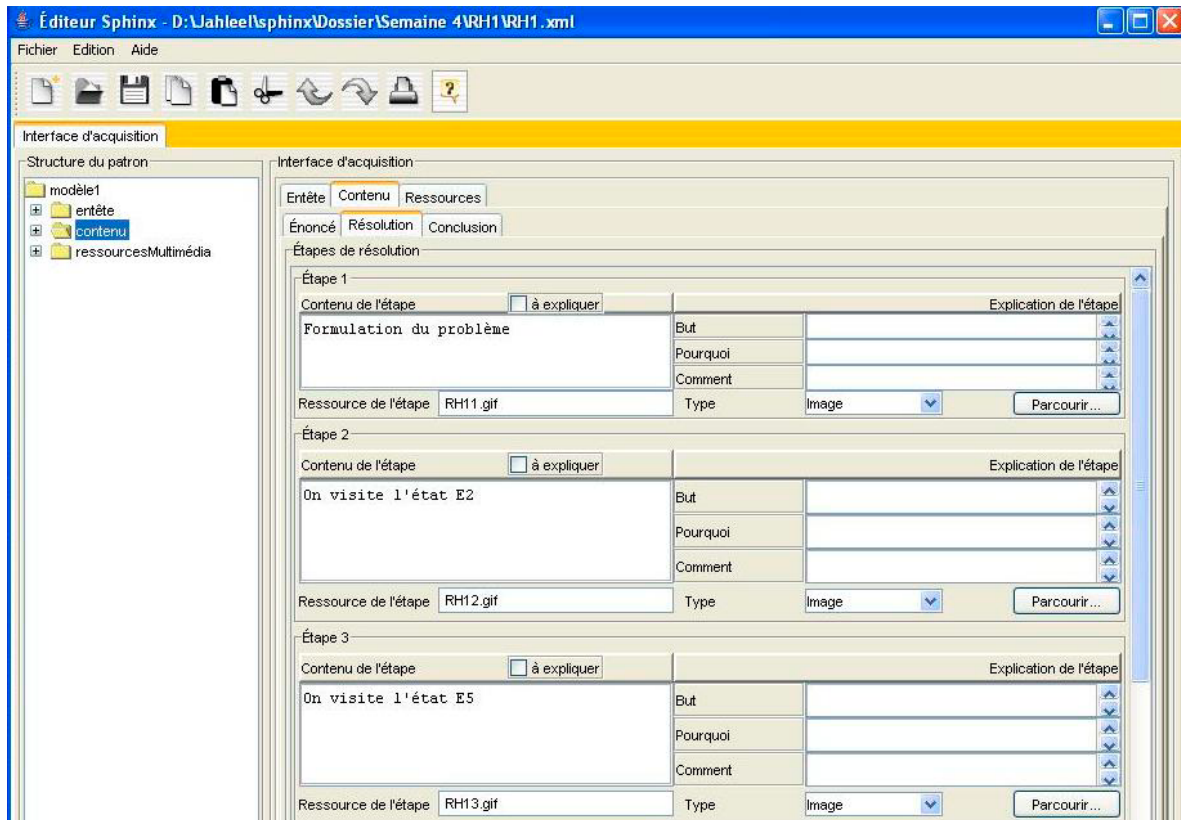 Éditeur Sphinx - D:\Jahleel\sphinx\Dossier\Semaine 4\RH1\RH1.xml
Fichier Edition Aide
Interface d'acquisition
Structure du patron
modèle1
entête
contenu
ressourcesMultimédia
Interface d'acquisition
Entête Contenu Ressources
Énoncé Résolution Conclusion
Étapes de résolution
Étape 1
Contenu de l'étape à expliquer Explication de l'étape
Formulation du problème
But
Pourquoi
Comment
Ressource de l'étape RH11.gif Type Image Parcourir...
Étape 2
Contenu de l'étape à expliquer Explication de l'étape
On visite l'état E2
But
Pourquoi
Comment
Ressource de l'étape RH12.gif Type Image Parcourir...
Étape 3
Contenu de l'étape à expliquer Explication de l'étape
On visite l'état E5
But
Pourquoi
Comment
Ressource de l'étape RH13.gif Type Image Parcourir...